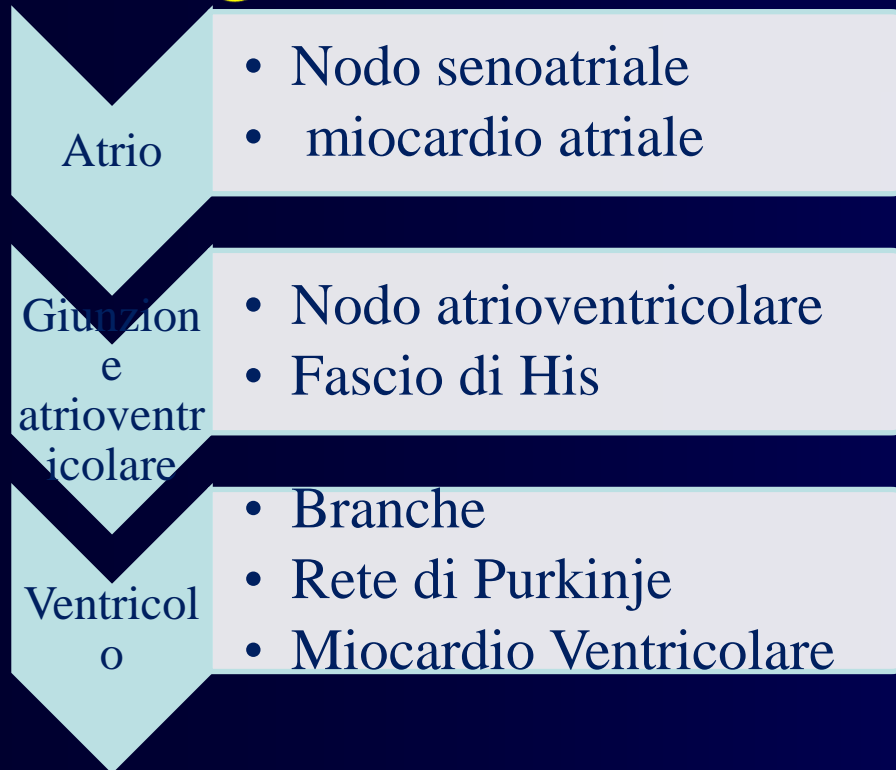 Atrio
• Nodo senoatriale
• miocardio atriale
Giunzion
e
atrioventr
icolare
• Nodo atrioventricolare
• Fascio di His
Ventricol
o
• Branche
• Rete di Purkinje
• Miocardio Ventricolare